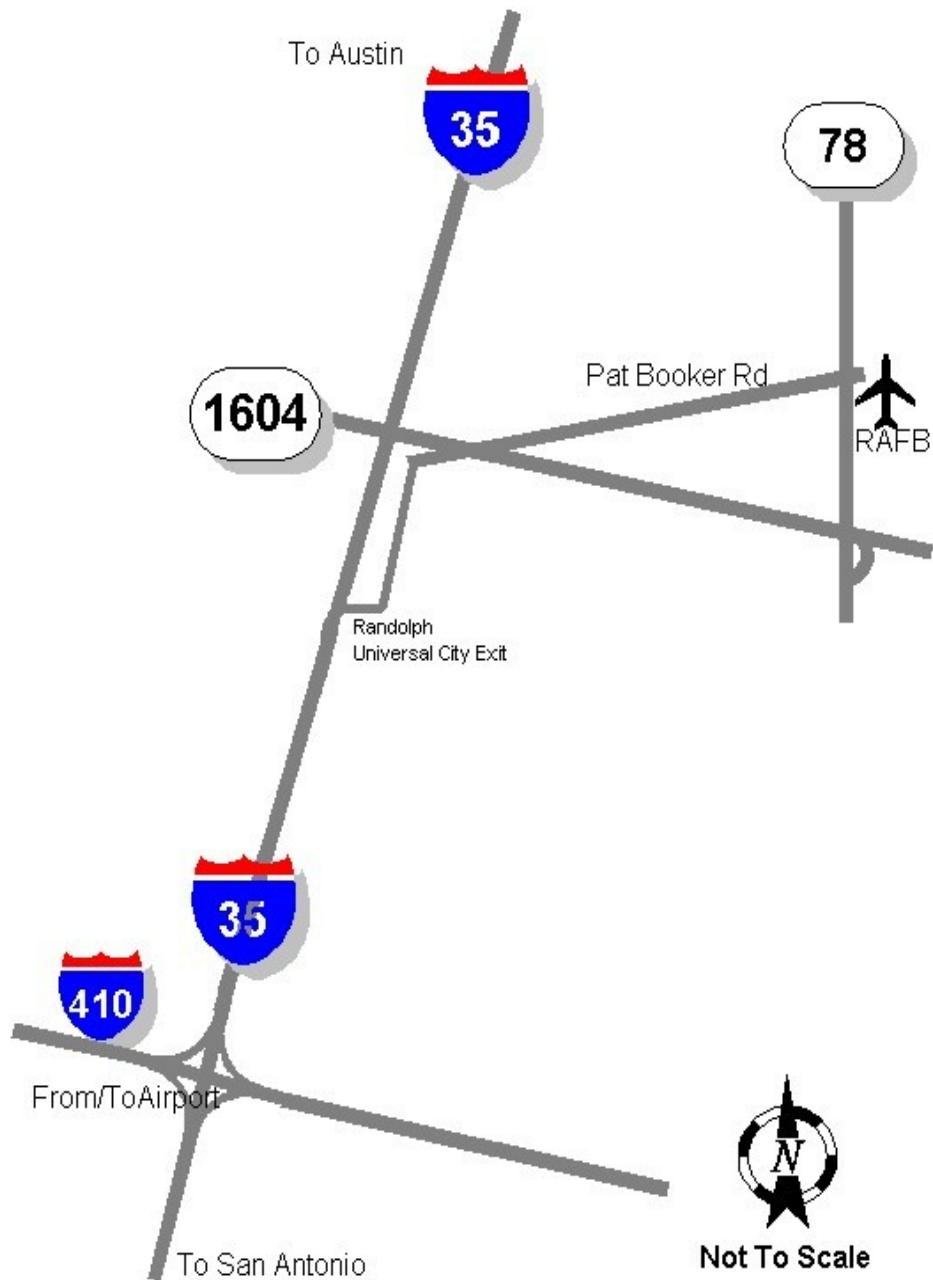 To Austin
35
78
Pat Booker Rd
1604
RAFB
Randolph
Universal City Exit
35
410
From/ToAirport
N
To San Antonio
Not To Scale